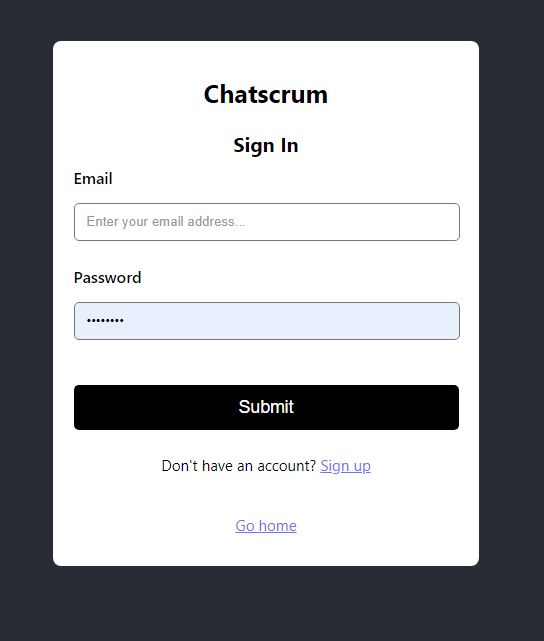 Chatscrum
Sign In
Email
Enter your email address...
Password
••••••••
Submit
Don't have an account? Sign up
Go home